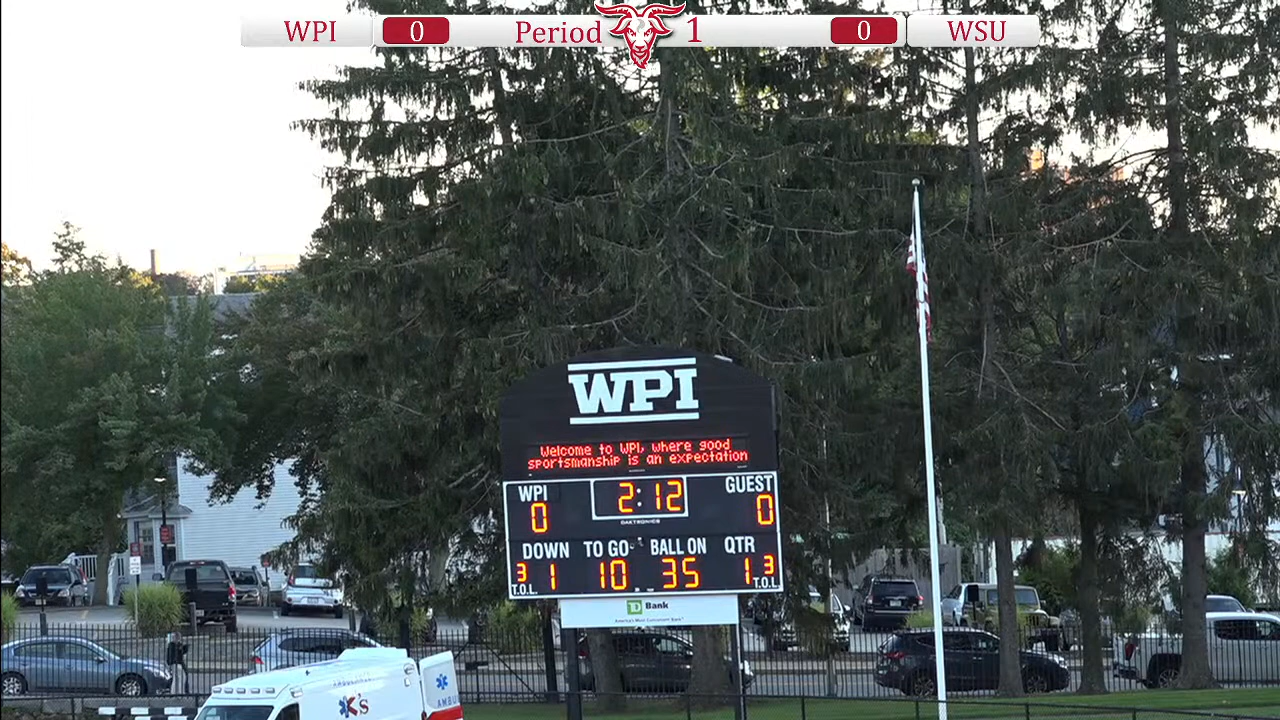 WPI 0 Period 1 0 WSU
WPI
Welcome to WPI, where good
sportsmanship is an expectation
WPI 2:12 GUEST
0 0
DAKTRONICS
DOWN TO GO BALL ON QTR
3 1 10 35 1 3
T.O.L. T.O.L.
TD Bank
America's Most Convenient Bank
K's
AMBU